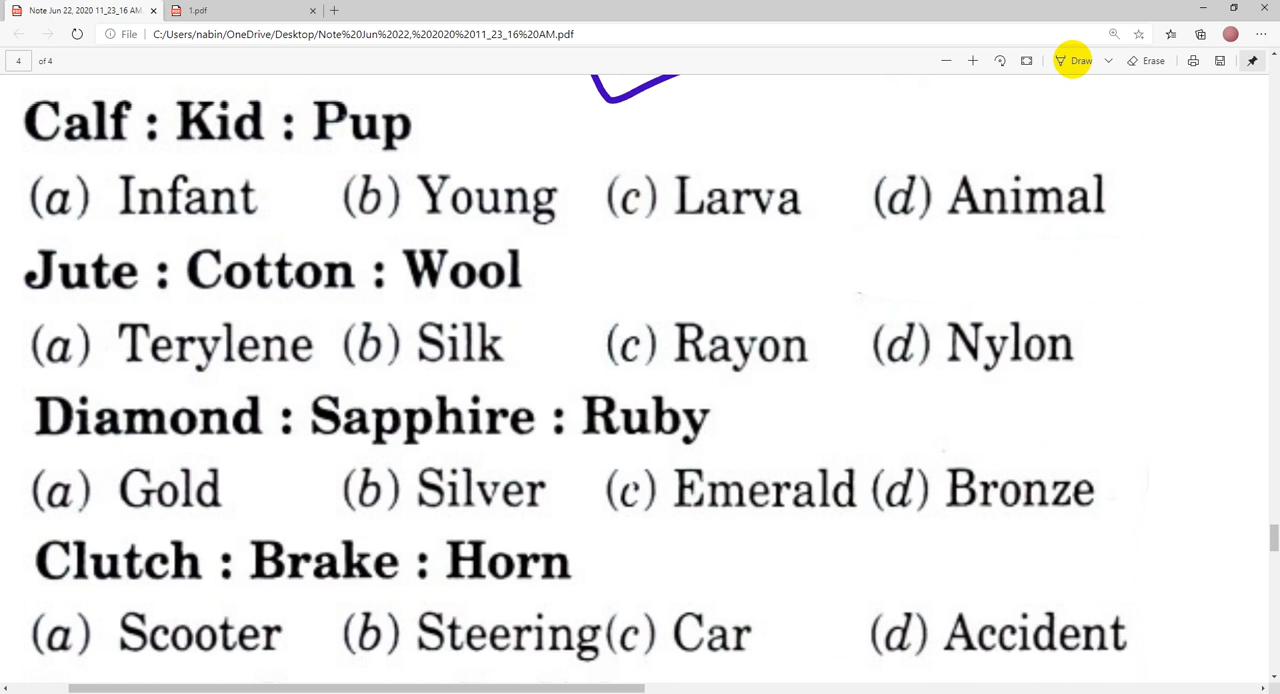 Note Jun 22, 2020 11_23_16 AM. 1.pdf
File C:/Users/nabin/OneDrive/Desktop/Note%20Jun%2022,%202020%2011_23_16%20AM.pdf
4 of 4 Draw Erase
Calf : Kid : Pup
(a) Infant (b) Young (c) Larva (d) Animal
Jute : Cotton : Wool
(a) Terylene (b) Silk (c) Rayon (d) Nylon
Diamond : Sapphire : Ruby
(a) Gold (b) Silver (c) Emerald (d) Bronze
Clutch : Brake : Horn
(a) Scooter (b) Steering (c) Car (d) Accident